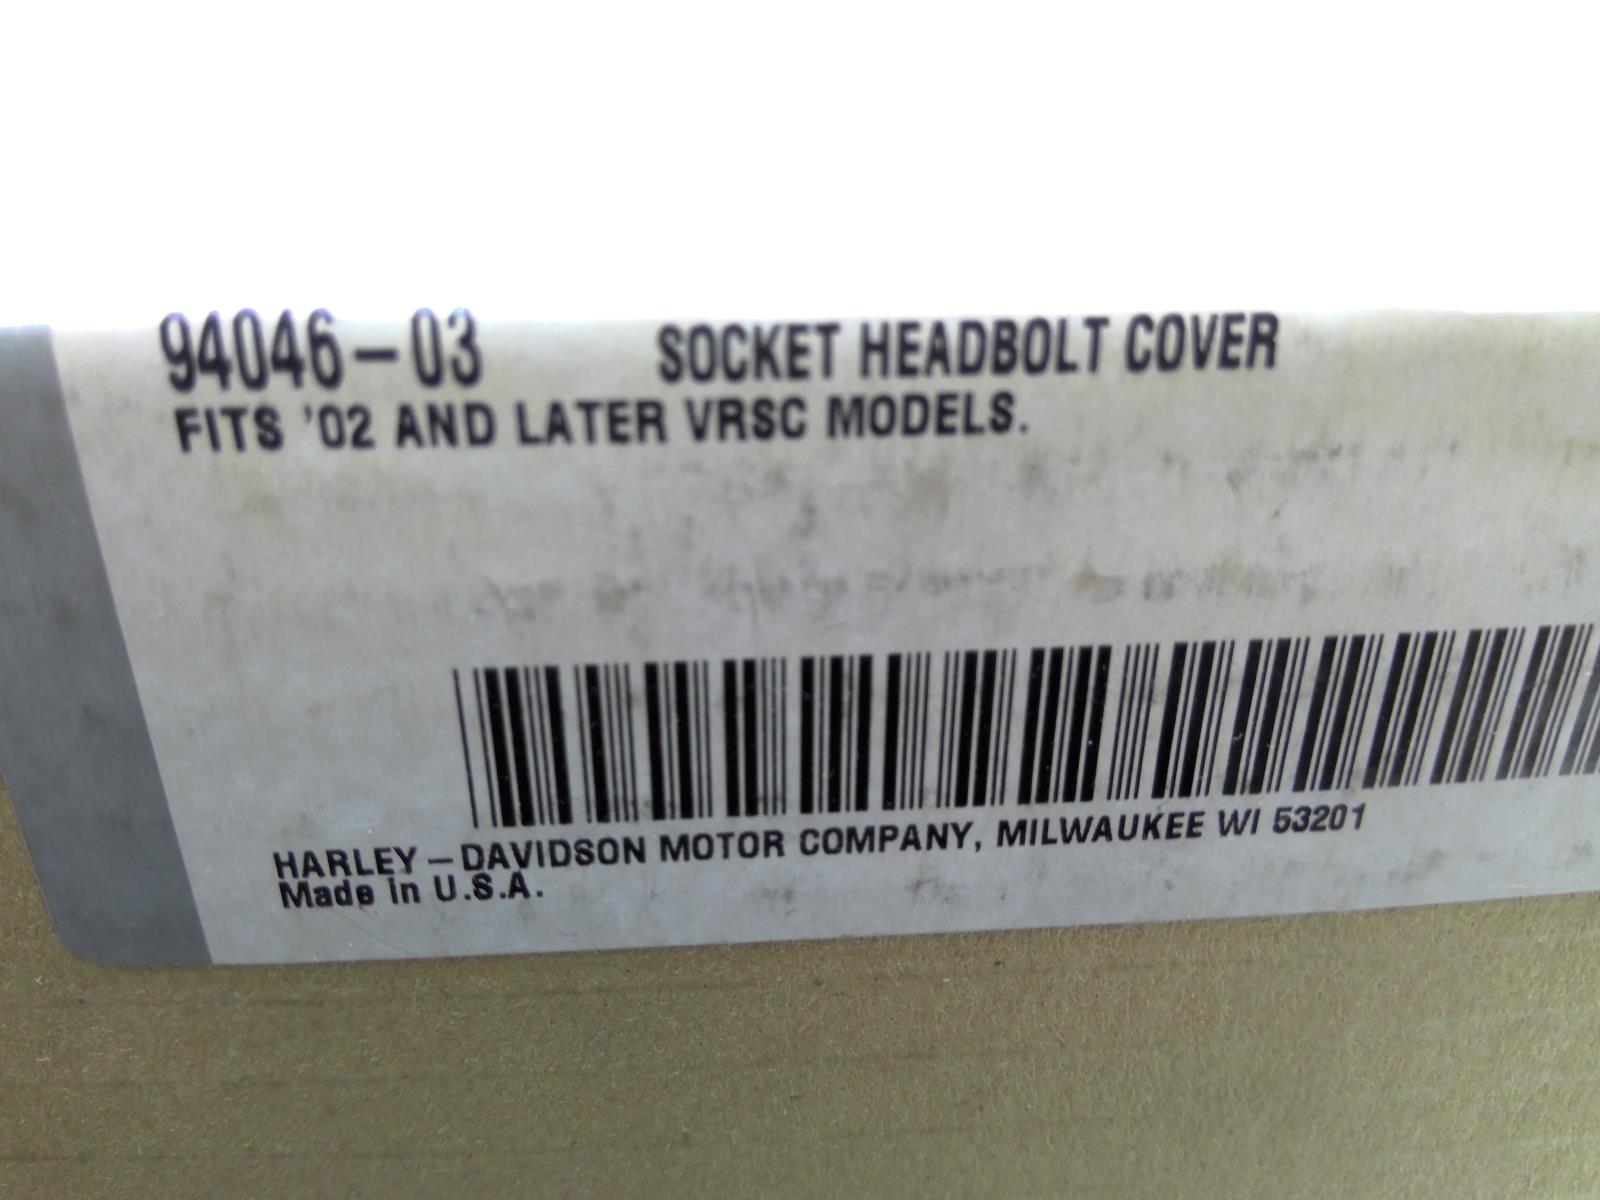 94046-03 SOCKET HEADBOLT COVER
FITS '02 AND LATER VRSC MODELS.
HARLEY-DAVIDSON MOTOR COMPANY, MILWAUKEE WI 53201
Made in U.S.A.